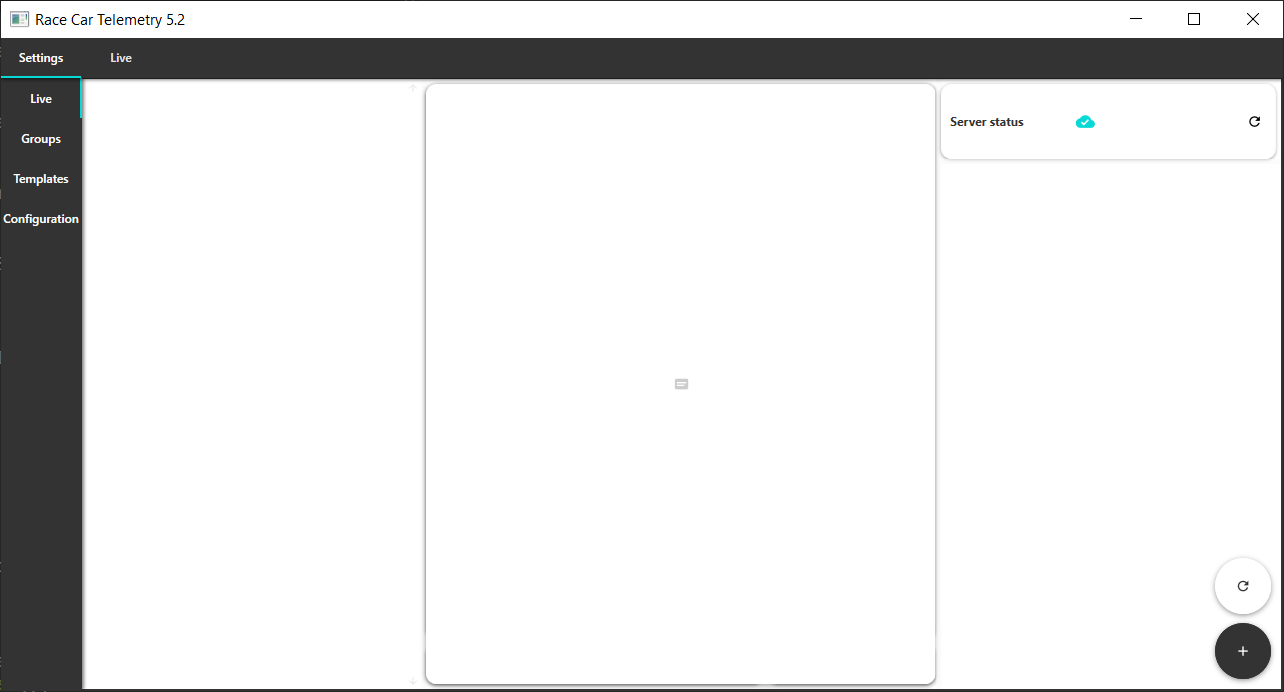 Race Car Telemetry 5.2
Settings Live
Live
Groups
Templates
Configuration
Server status